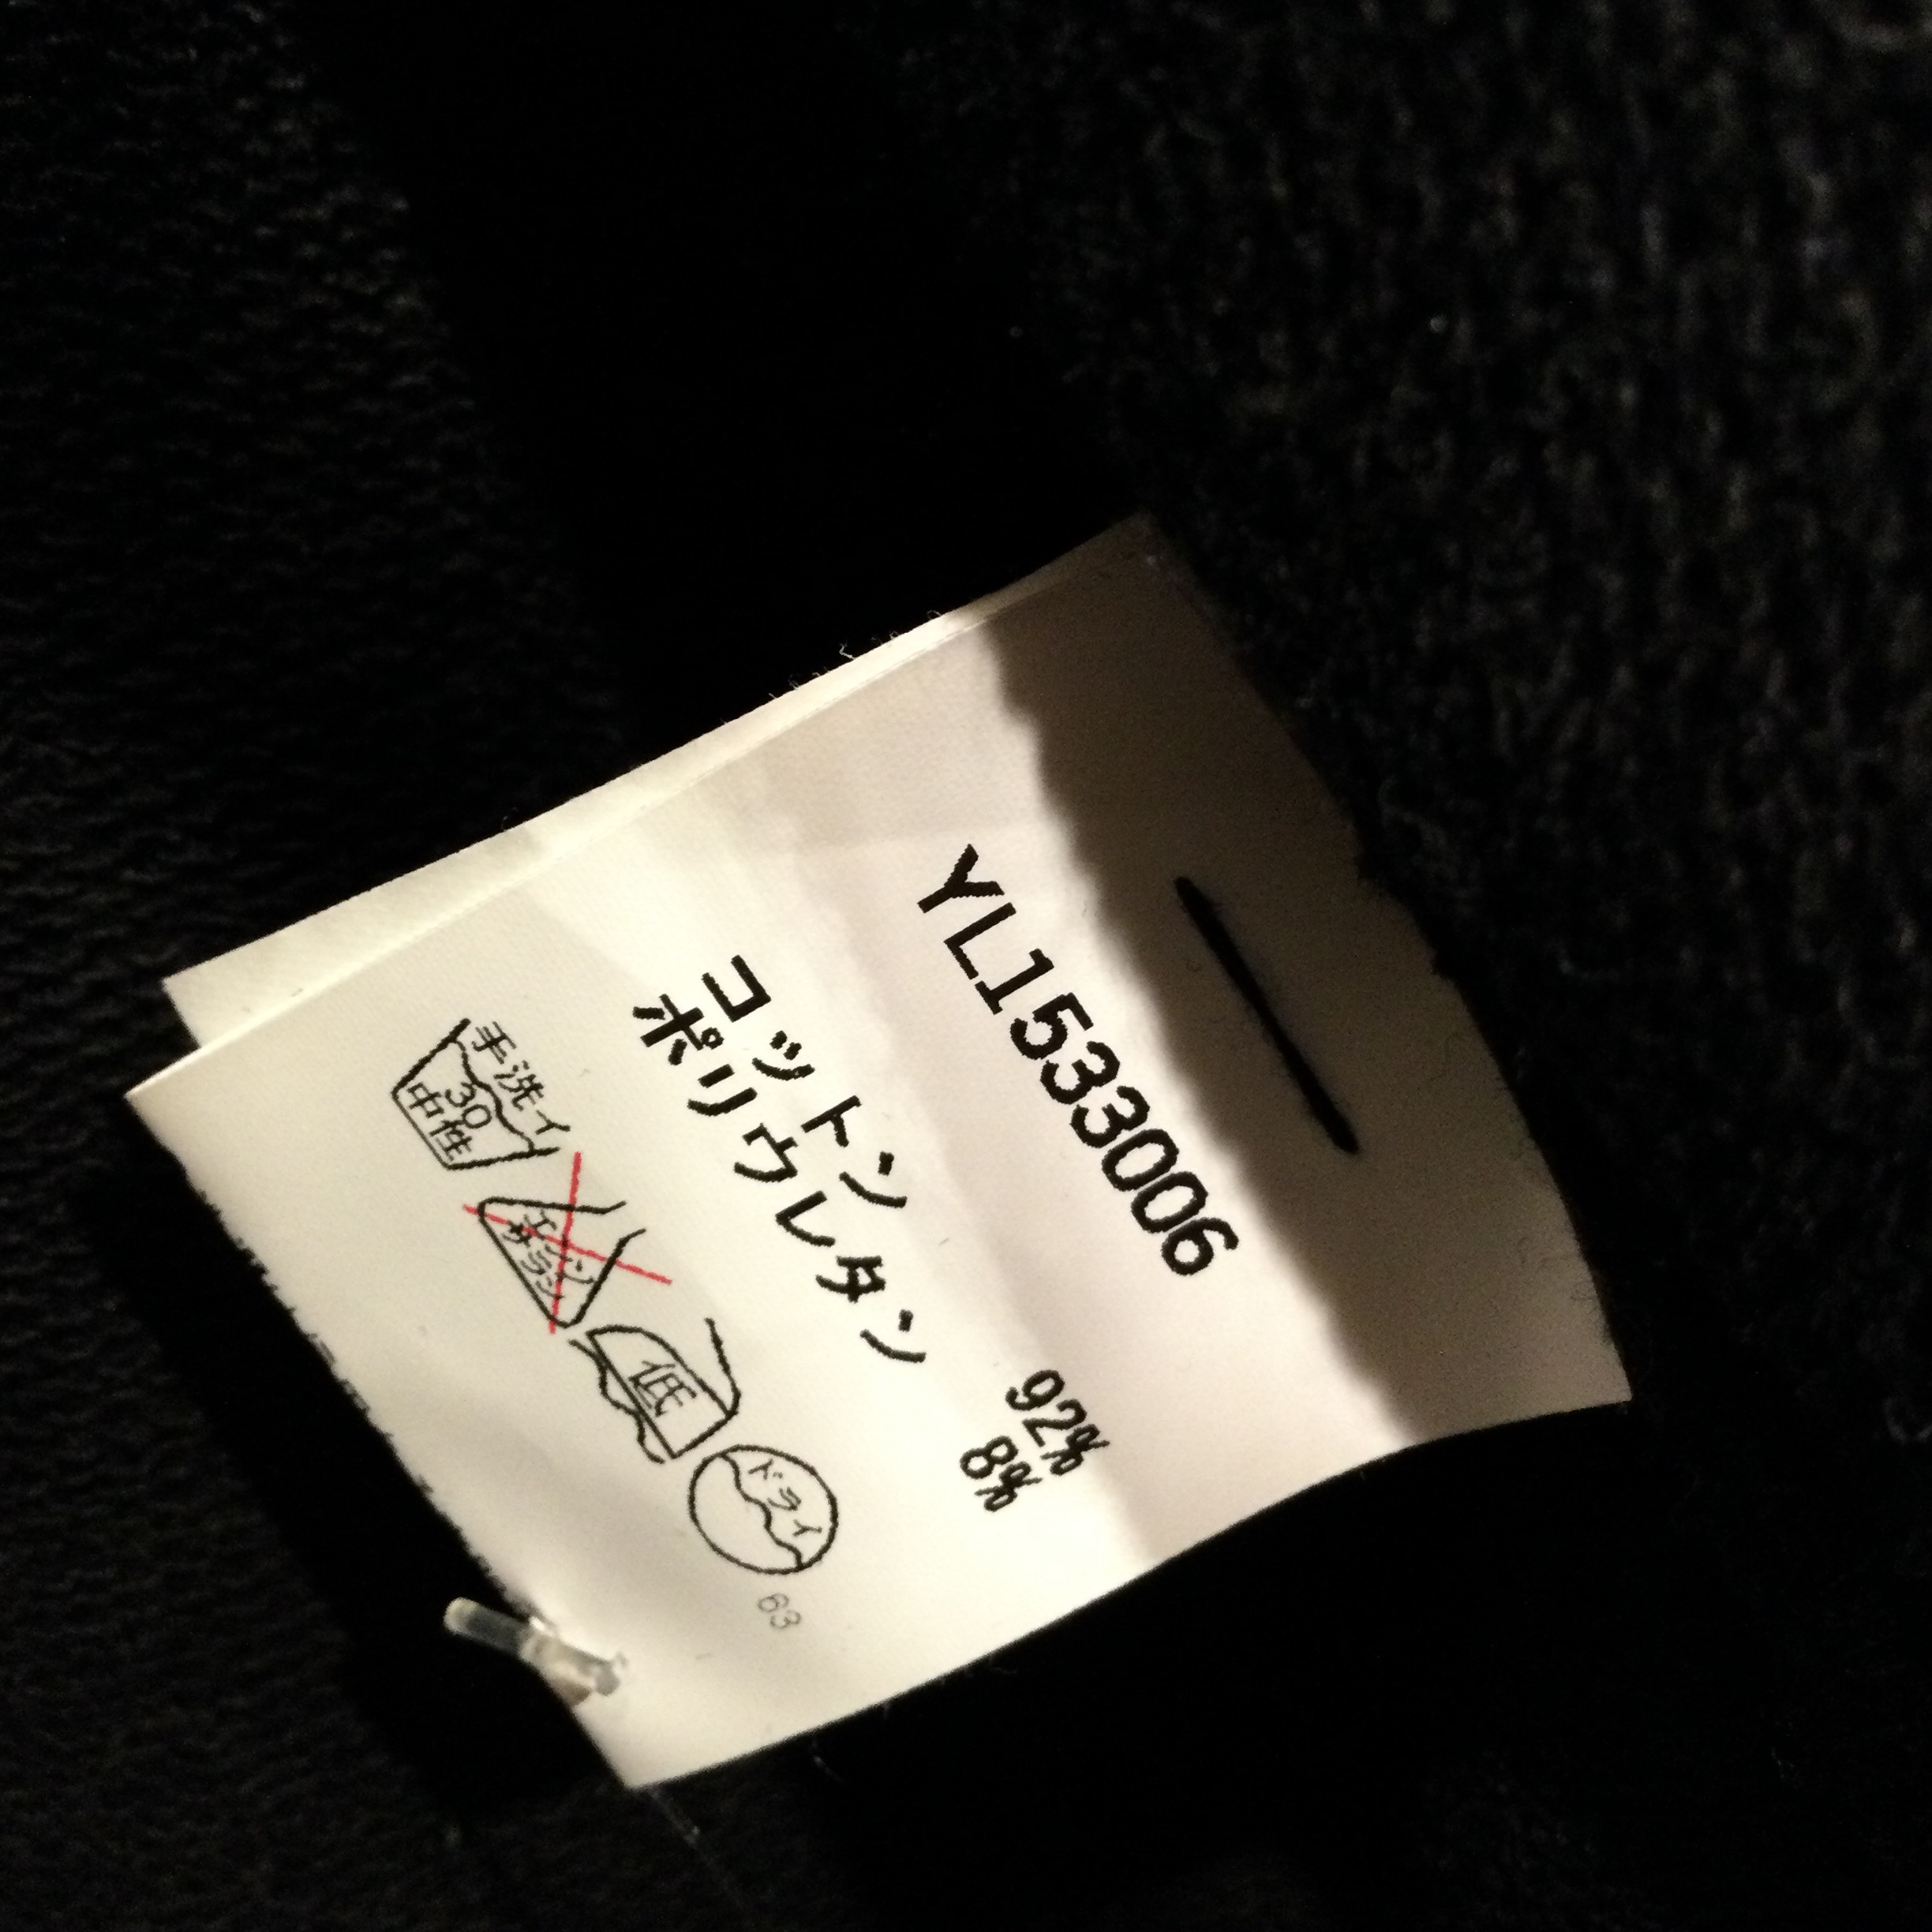 YL1533006
コットン 92%
ポリウレタン 8%
手洗イ
30
中性
エンソ
サラシ
低
ドライ
63